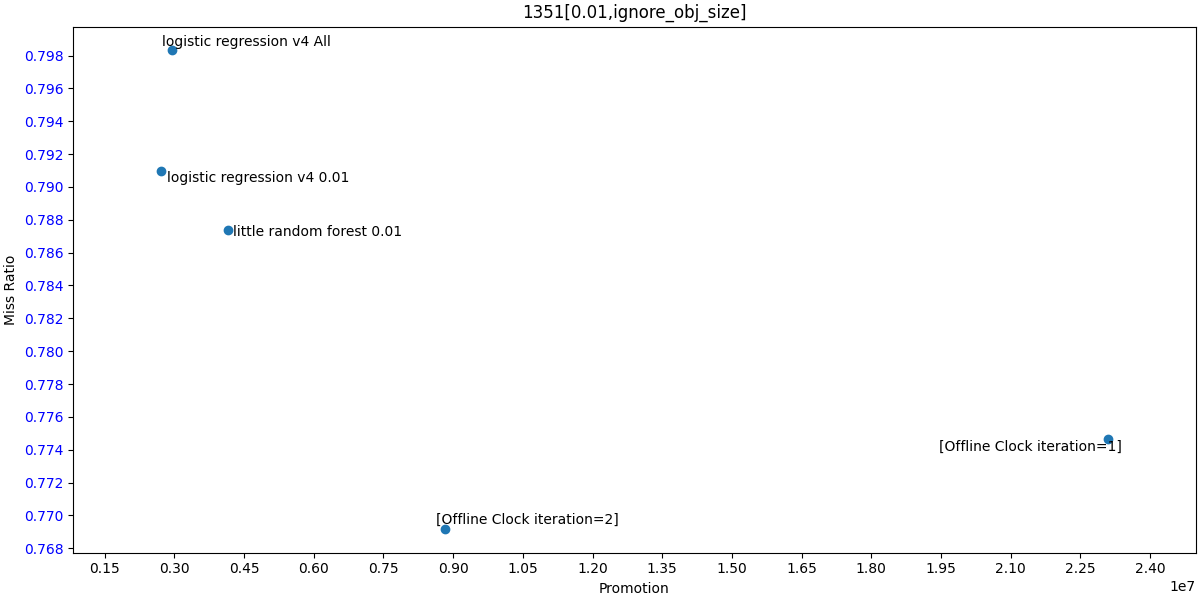 1351[0.01,ignore_obj_size]
logistic regression v4 All
0.798
0.796
0.794
0.792
logistic regression v4 0.01
0.790
0.788
little random forest 0.01
0.786
0.784
Miss Ratio
0.782
0.780
0.778
0.776
0.774
[Offline Clock iteration=1]
0.772
0.770
[Offline Clock iteration=2]
0.768
0.15 0.30 0.45 0.60 0.75 0.90 1.05 1.20 1.35 1.50 1.65 1.80 1.95 2.10 2.25 2.40
1e7
Promotion